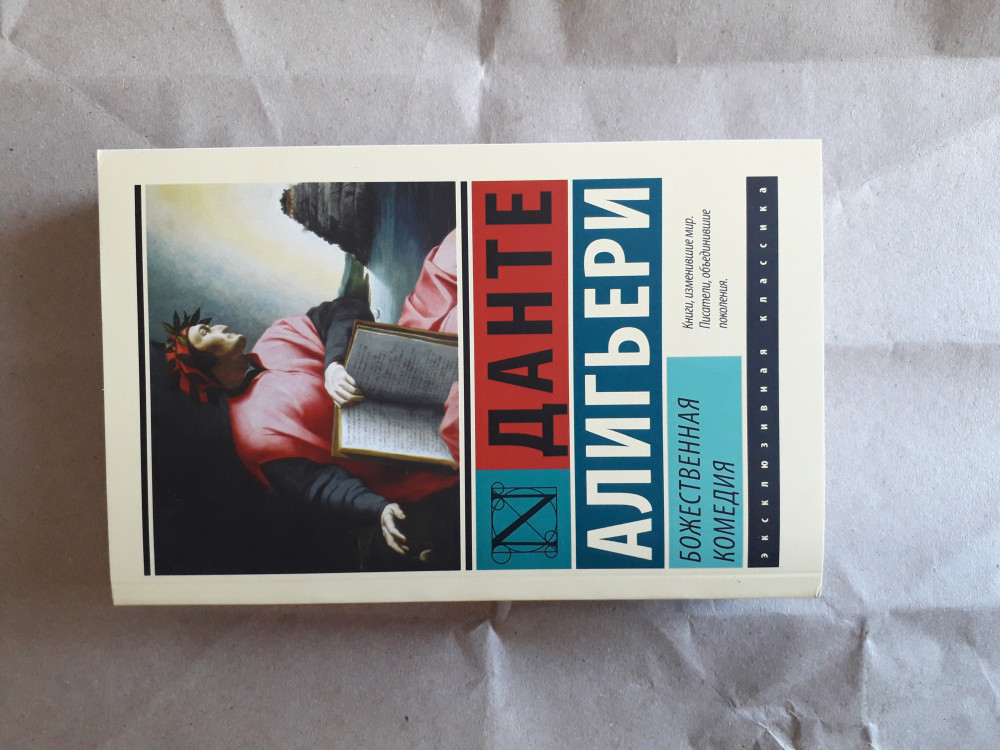 ДАНТЕ
АЛИГЬЕРИ
БОЖЕСТВЕННАЯ
КОМЕДИЯ
Книги, изменившие мир.
Писатели, объединившие
поколения.
эксклюзивная классика